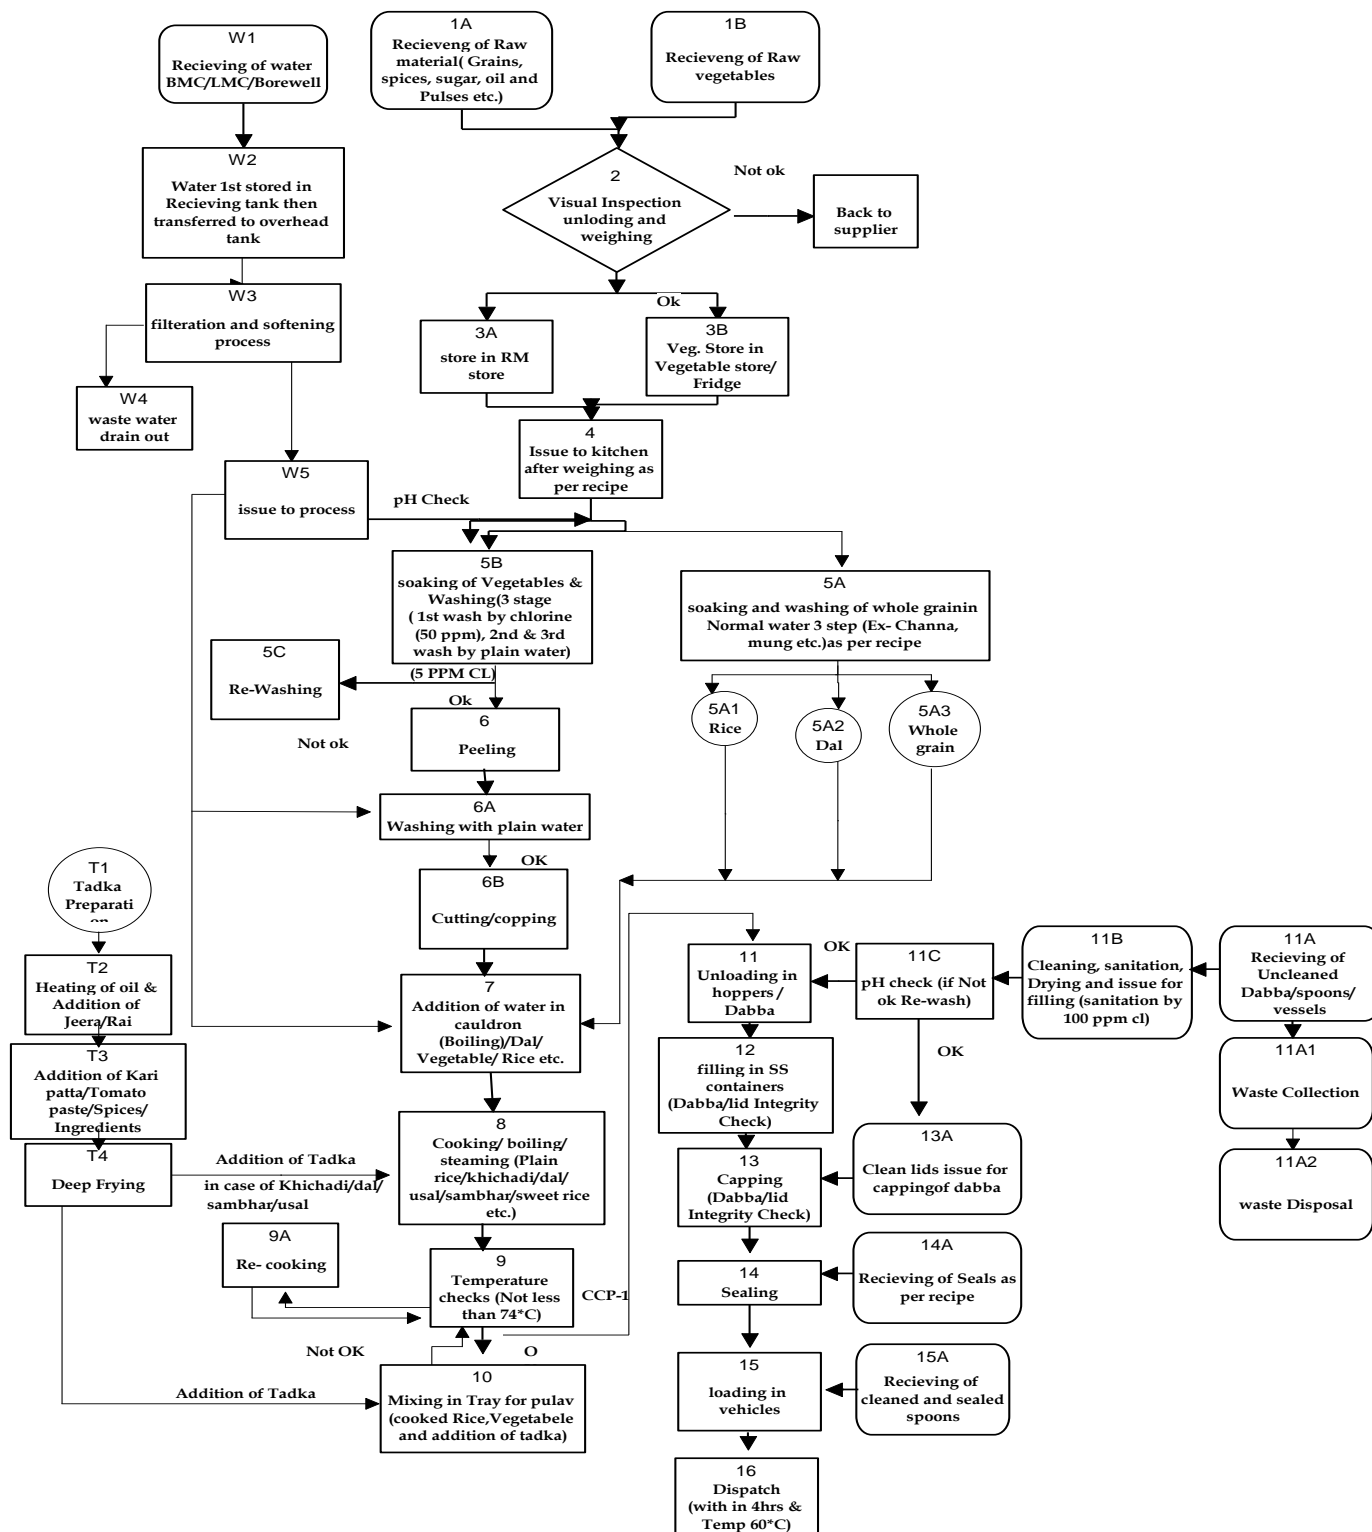 W1
Recieving of water
BMC/LMC/Borewell
1A
Recieveng of Raw
material( Grains,
spices, sugar, oil and
Pulses etc.)
1B
Recieveng of Raw
vegetables
W2
Water 1st stored in
Recieving tank then
transferred to overhead
tank
2
Visual Inspection
unloding and
weighing
Not ok
Back to
supplier
W3
filteration and softening
process
Ok
3A
store in RM
store
3B
Veg. Store in
Vegetable store/
Fridge
W4
waste water
drain out
4
Issue to kitchen
after weighing as
per recipe
W5
issue to process
pH Check
5B
soaking of Vegetables &
Washing(3 stage
( 1st wash by chlorine
(50 ppm), 2nd & 3rd
wash by plain water)
(5 PPM CL)
5A
soaking and washing of whole grainin
Normal water 3 step (Ex- Channa,
mung etc.)as per recipe
5C
Re-Washing
Ok
Not ok
6
Peeling
5A1
Rice
5A2
Dal
5A3
Whole
grain
6A
Washing with plain water
OK
6B
Cutting/copping
T1
Tadka
Preparati
on
T2
Heating of oil &
Addition of
Jeera/Rai
T3
Addition of Kari
patta/Tomato
paste/Spices/
Ingredients
T4
Deep Frying
7
Addition of water in
cauldron
(Boiling)/Dal/
Vegetable/ Rice etc.
8
Cooking/ boiling/
steaming (Plain
rice/khichadi/dal/
usal/sambhar/sweet rice
etc.)
Addition of Tadka
in case of Khichadi/dal/
sambhar/usal
9A
Re- cooking
9
Temperature
checks (Not less
than 74*C)
CCP-1
Not OK
O
10
Mixing in Tray for pulav
(cooked Rice,Vegetabele
and addition of tadka)
Addition of Tadka
11
Unloading in
hoppers /
Dabba
OK
11C
pH check (if Not
ok Re-wash)
11B
Cleaning, sanitation,
Drying and issue for
filling (sanitation by
100 ppm cl)
11A
Recieving of
Uncleaned
Dabba/spoons/
vessels
OK
11A1
Waste Collection
11A2
waste Disposal
12
filling in SS
containers
(Dabba/lid Integrity
Check)
13
Capping
(Dabba/lid
Integrity Check)
13A
Clean lids issue for
cappingof dabba
14
Sealing
14A
Recieving of Seals as
per recipe
15
loading in
vehicles
15A
Recieving of
cleaned and sealed
spoons
16
Dispatch
(with in 4hrs &
Temp 60*C)